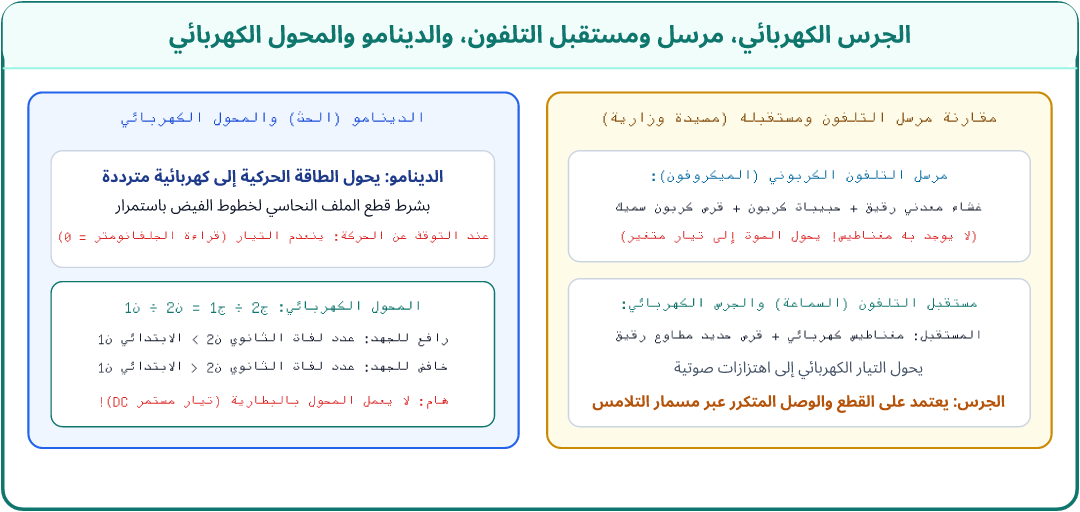 الجرس الكهربائي، مرسل ومستقبل التلفون، والدينامو والمحول الكهربائي
مقارنة مرسل التلفون ومستقبله (مصيدة وزارية)
مرسل التلفون الكربوني (الميكروفون):
غشاء معدني رقيق + حبيبات كربون + قرص كربون سميك
(لا يوجد به مغناطيس! يحول الصوت إلى تيار متغير)
مستقبل التلفون (السماعة) والجرس الكهربائي:
المستقبل: مغناطيس كهربائي + قرص حديد مطاوع رقيق
يحول التيار الكهربائي إلى اهتزازات صوتية
الجرس: يعتمد على القطع والوصل المتكرر عبر مسمار التلامس
الدينامو (الحث) والمحول الكهربائي
الدينامو: يحول الطاقة الحركية إلى كهربائية مترددة
بشرط قطع الملف النحاسي لخطوط الفيض باستمرار
عند التوقف عن الحركة: ينعدم التيار (قراءة الجلفانومتر = 0)
المحول الكهربائي: ج2 ÷ ج1 = ن2 ÷ ن1
رافع للجهد: عدد لفات الثانوي ن2 > الابتدائي ن1
خافض للجهد: عدد لفات الثانوي ن2 < الابتدائي ن1
هام: لا يعمل المحول بالبطارية (تيار مستمر DC)!